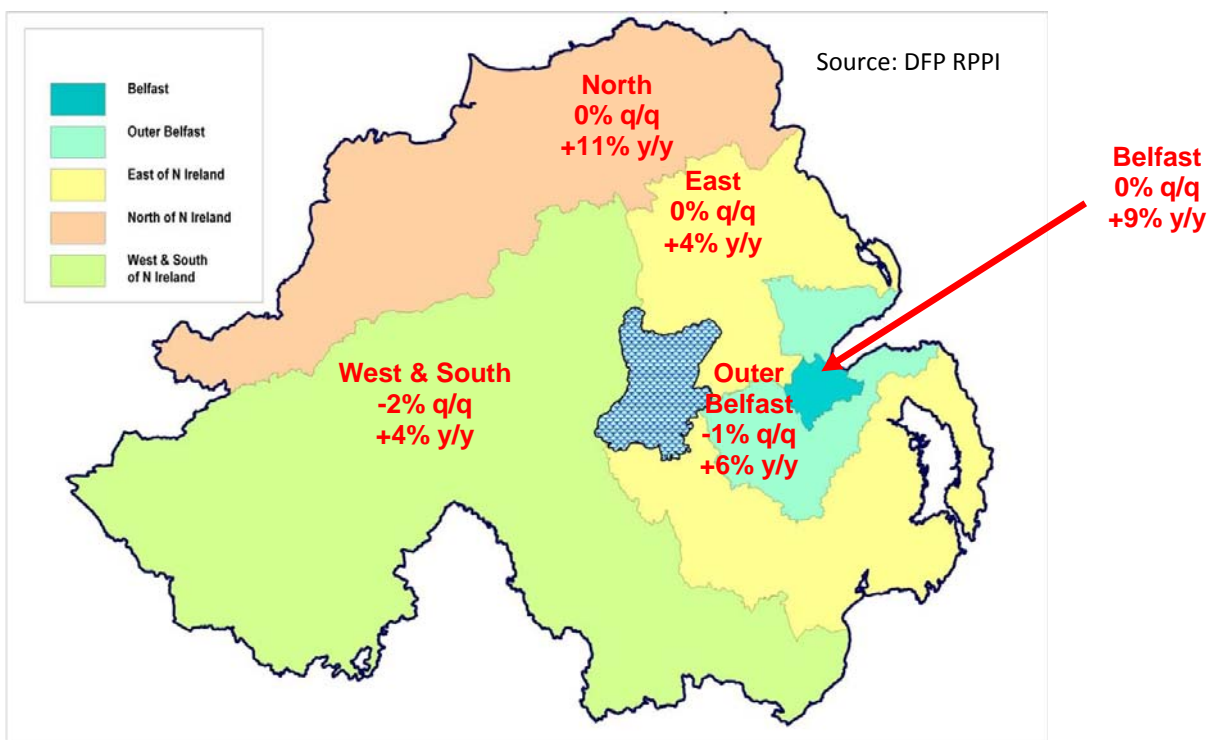 Source: DFP RPPI
Belfast
Outer Belfast
East of N Ireland
North of N Ireland
West & South
of N Ireland
North
0% q/q
+11% y/y
East
0% q/q
+4% y/y
Belfast
0% q/q
+9% y/y
West & South
-2% q/q
+4% y/y
Outer
Belfast
-1% q/q
+6% y/y